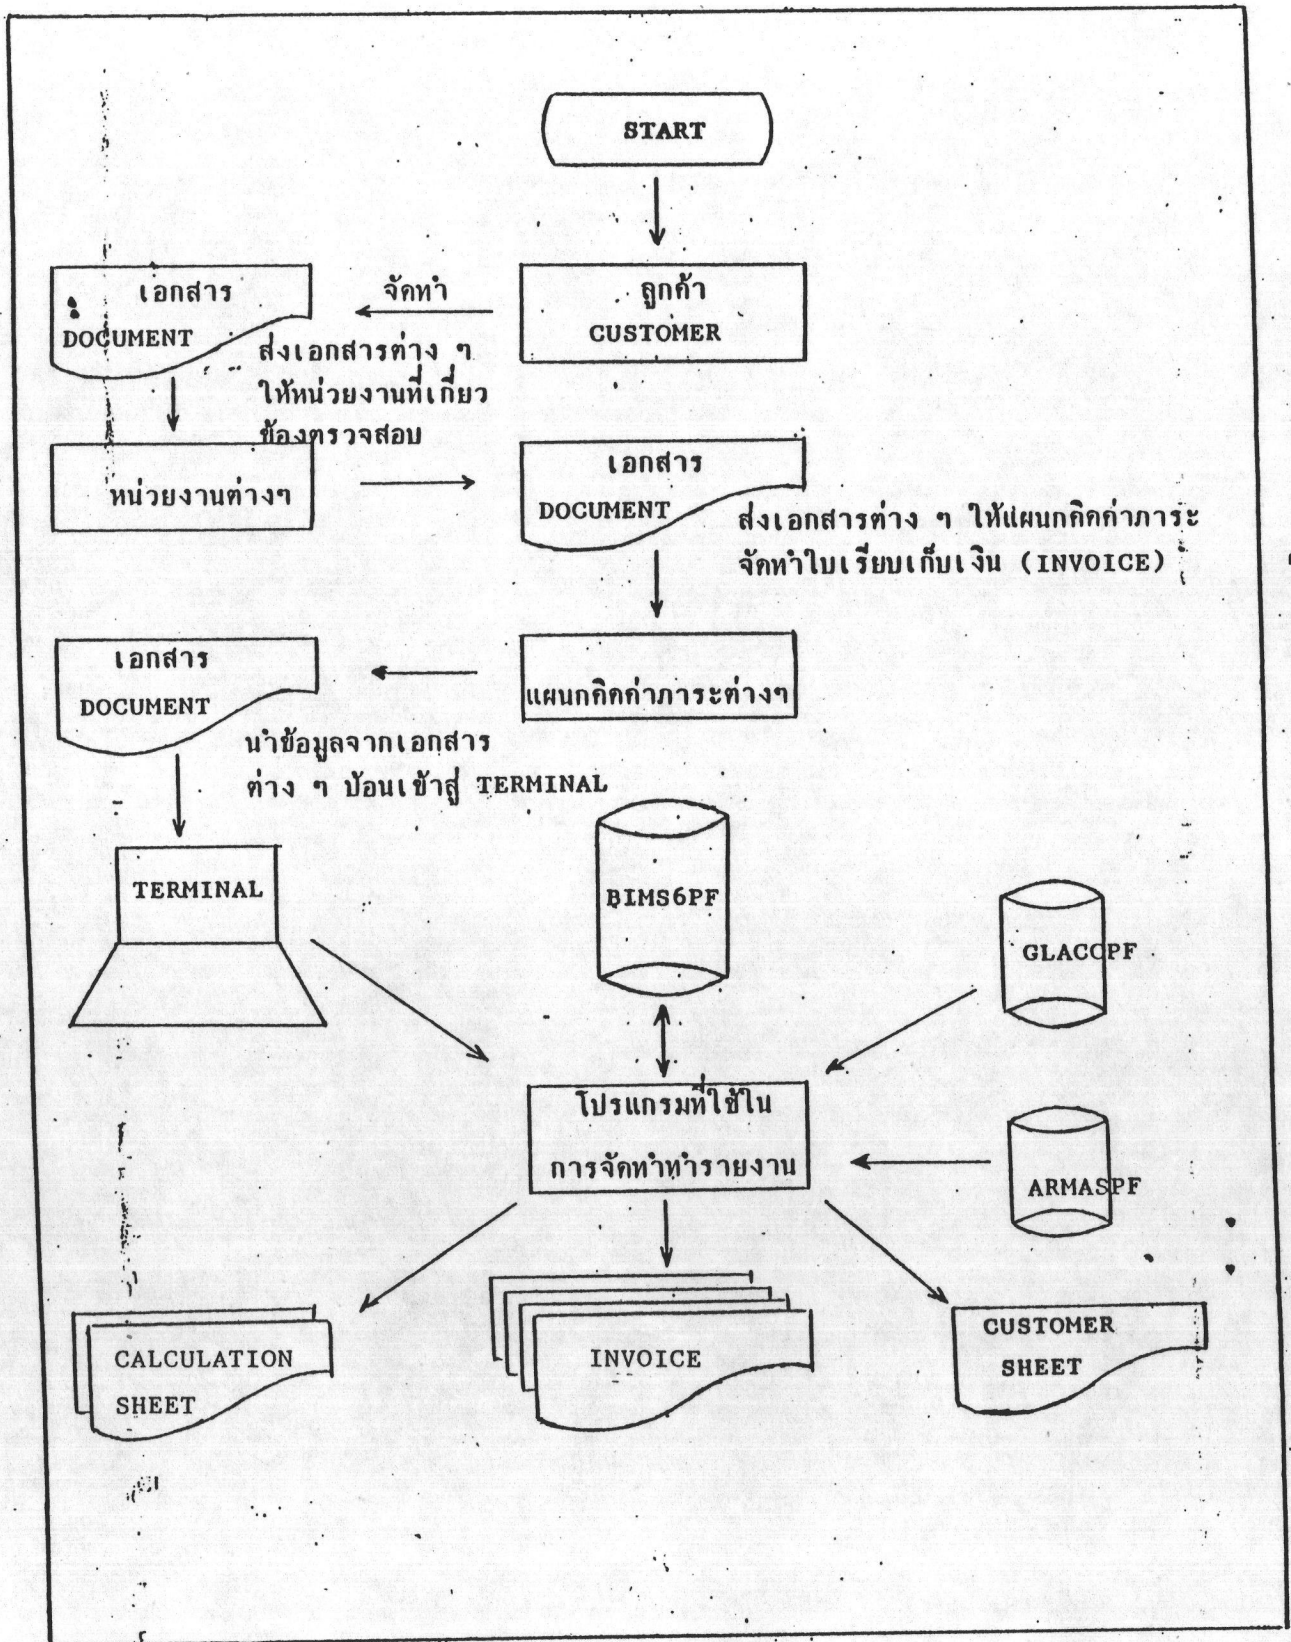 START
ลูกค้า
CUSTOMER
จัดทำ
เอกสาร
DOCUMENT
ส่งเอกสารต่าง ๆ
ให้หน่วยงานที่เกี่ยว
ข้องตรวจสอบ
หน่วยงานต่างๆ
เอกสาร
DOCUMENT
ส่งเอกสารต่าง ๆ ให้แผนกคิดค่าภาระ
จัดทำใบเรียบเก็บเงิน (INVOICE)
แผนกคิดค่าภาระต่างๆ
เอกสาร
DOCUMENT
นำข้อมูลจากเอกสาร
ต่าง ๆ ป้อนเข้าสู่ TERMINAL
TERMINAL
BIMS6PF
GLACCPF
โปรแกรมที่ใช้ใน
การจัดทำทำรายงาน
ARMASPF
CALCULATION
SHEET
INVOICE
CUSTOMER
SHEET